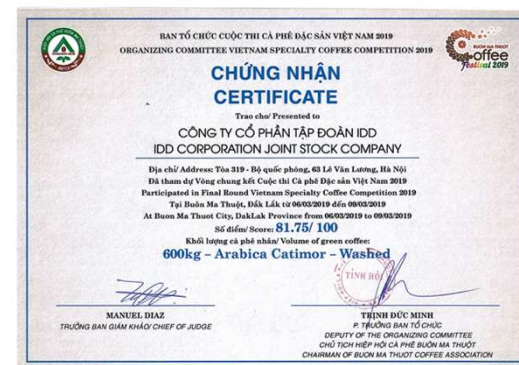 BAN TỔ CHỨC CUỘC THI CÀ PHÊ ĐẶC SẢN VIỆT NAM 2019
ORGANIZING COMMITTEE VIETNAM SPECIALTY COFFEE COMPETITION 2019
BUON MA THUOT
Coffee
Festival 2019
CHỨNG NHẬN
CERTIFICATE
Trao cho/ Presented to
CÔNG TY CỔ PHẦN TẬP ĐOÀN IDD
IDD CORPORATION JOINT STOCK COMPANY
Địa chỉ/ Address: Tòa 319 - Bộ quốc phòng, 63 Lê Văn Lương, Hà Nội
Đã tham dự Vòng chung kết Cuộc thi Cà phê Đặc sản Việt Nam 2019
Participated in Final Round Vietnam Specialty Coffee Competition 2019
Tại Buôn Ma Thuột, Đắk Lắk từ 06/03/2019 đến 09/03/2019
At Buon Ma Thuot City, DakLak Province from 06/03/2019 to 09/03/2019
Số điểm/ Score: 81.75/ 100
Khối lượng cà phê nhân/ Volume of green coffee:
600kg – Arabica Catimor – Washed
MANUEL DIAZ
TRƯỞNG BAN GIÁM KHẢO/ CHIEF OF JUDGE
TRỊNH ĐỨC MINH
P. TRƯỞNG BAN TỔ CHỨC
DEPUTY OF THE ORGANIZING COMMITTEE
CHỦ TỊCH HIỆP HỘI CÀ PHÊ BUÔN MA THUỘT
CHAIRMAN OF BUON MA THUOT COFFEE ASSOCIATION